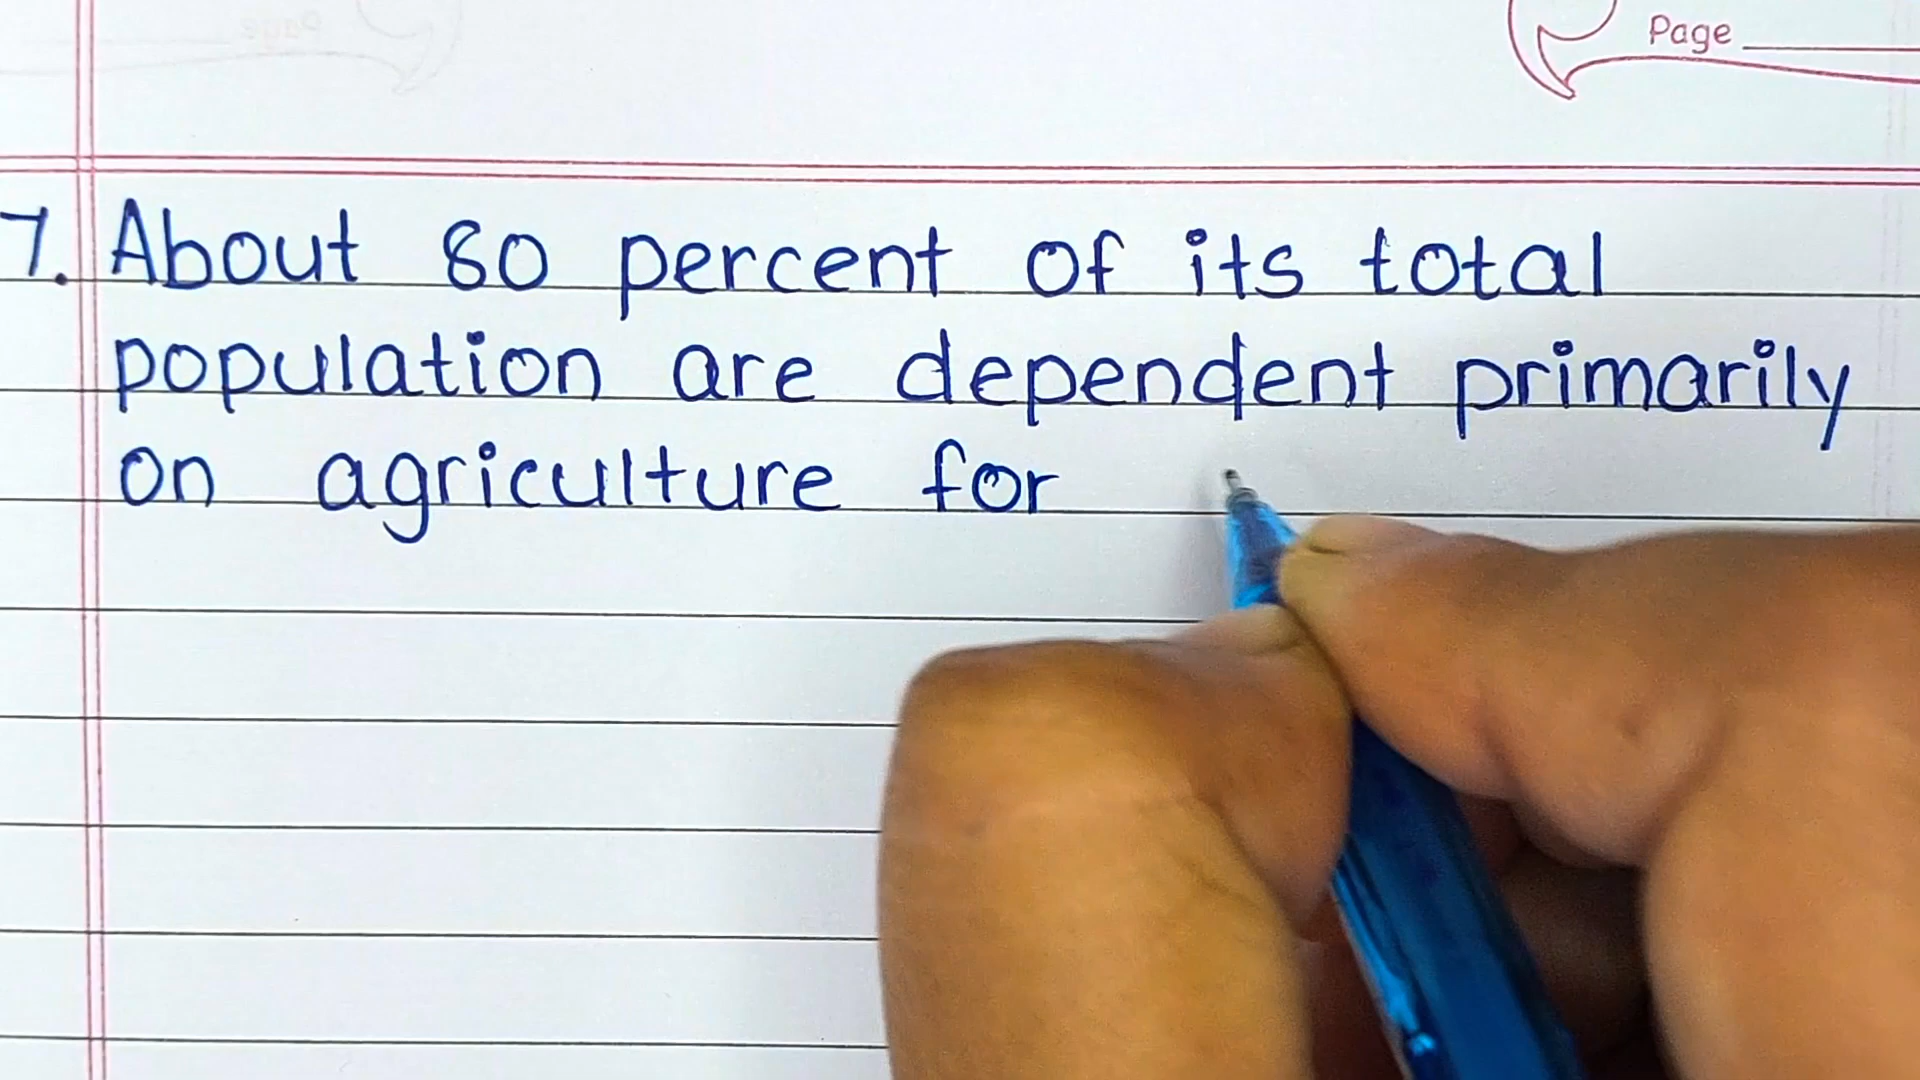 Page
7. About 80 percent of its total
population are dependent primarily
on agriculture for